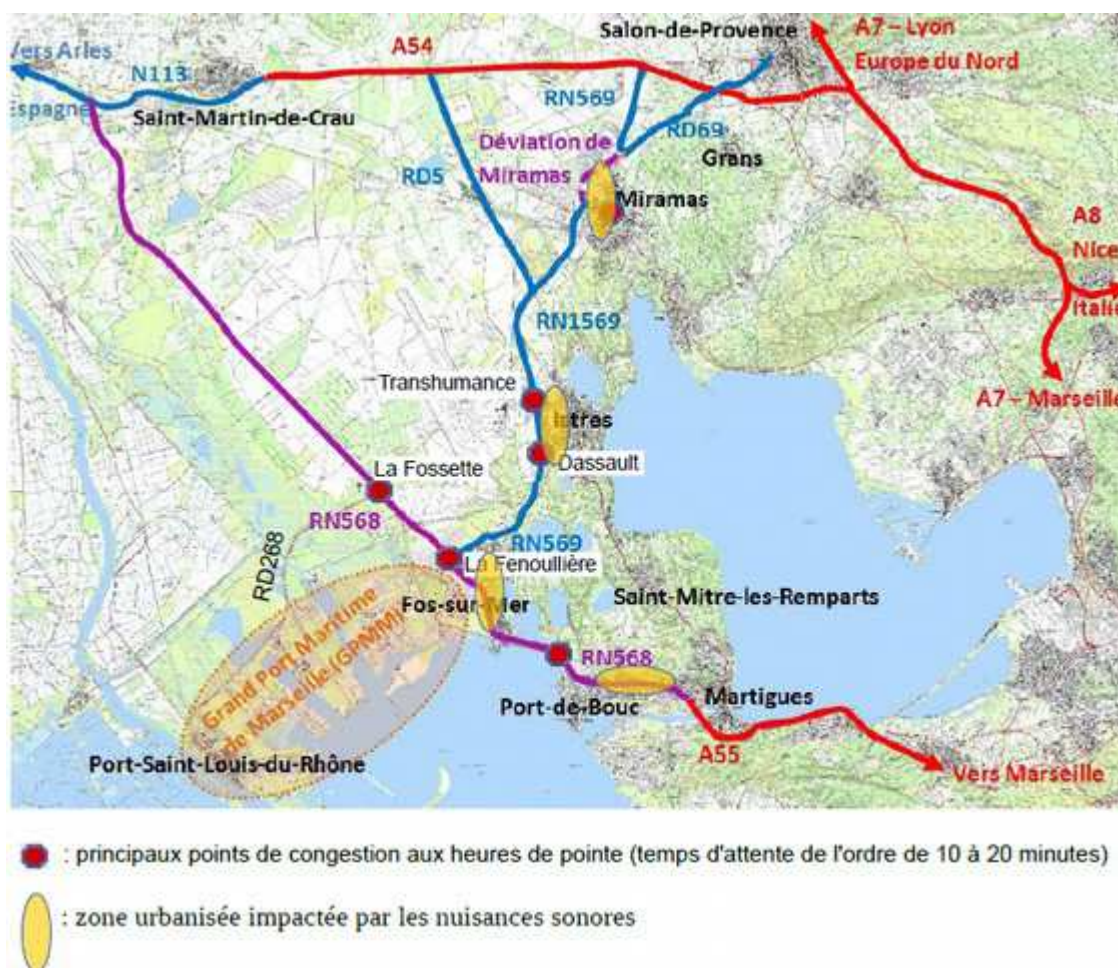 Salon-de-Provence
A7 – Lyon
Europe du Nord
Vers Arles
A54
N113
Espagne
Saint-Martin-de-Crau
RN569
RD69
Déviation de
Miramas
Grans
RD5
Miramas
A8
Nice
Italie
RN1569
Transhumance
Istres
A7 – Marseille
La Fossette
Dassault
RN568
RN569
RD268
La Fenoullière
Fos-sur-Mer
Saint-Mitre-les-Remparts
Grand Port Maritime
de Marseille (GPMM)
RN568
Port-de-Bouc
Martigues
Port-Saint-Louis-du-Rhône
A55
Vers Marseille
: principaux points de congestion aux heures de pointe (temps d'attente de l'ordre de 10 à 20 minutes)
: zone urbanisée impactée par les nuisances sonores